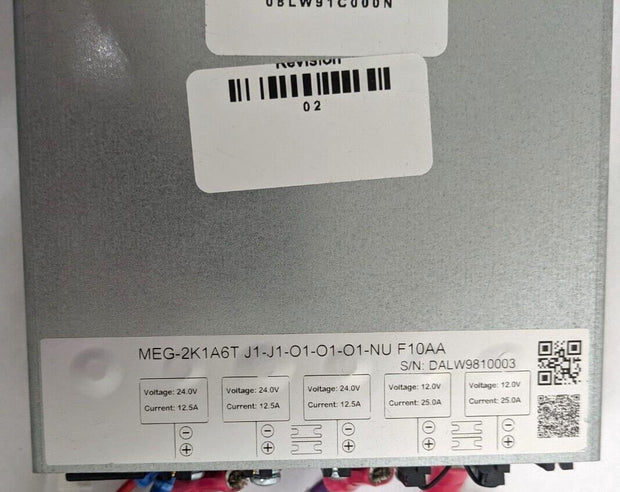 08LW91C000N
Revision
02
MEG-2K1A6T J1-J1-O1-O1-O1-NU F10AA
S/N: DALW9810003
Voltage: 24.0V
Current: 12.5A
Voltage: 24.0V
Current: 12.5A
Voltage: 24.0V
Current: 12.5A
Voltage: 12.0V
Current: 25.0A
Voltage: 12.0V
Current: 25.0A